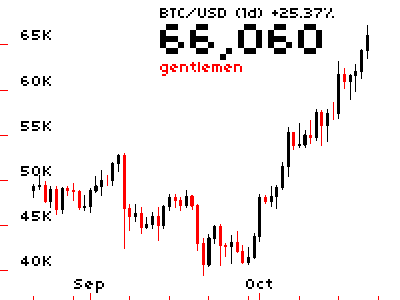 BTC/USD (1d) +25.37%
66,060
gentlemen
65K
60K
55K
50K
45K
40K
Sep Oct